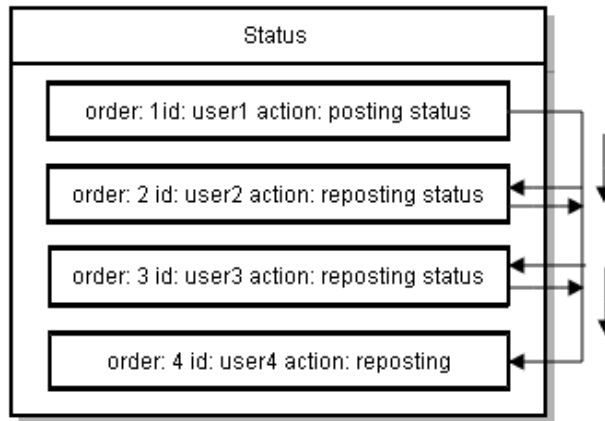 Status
order: 1id: user1 action: posting status
order: 2 id: user2 action: reposting status
order: 3 id: user3 action: reposting status
order: 4 id: user4 action: reposting